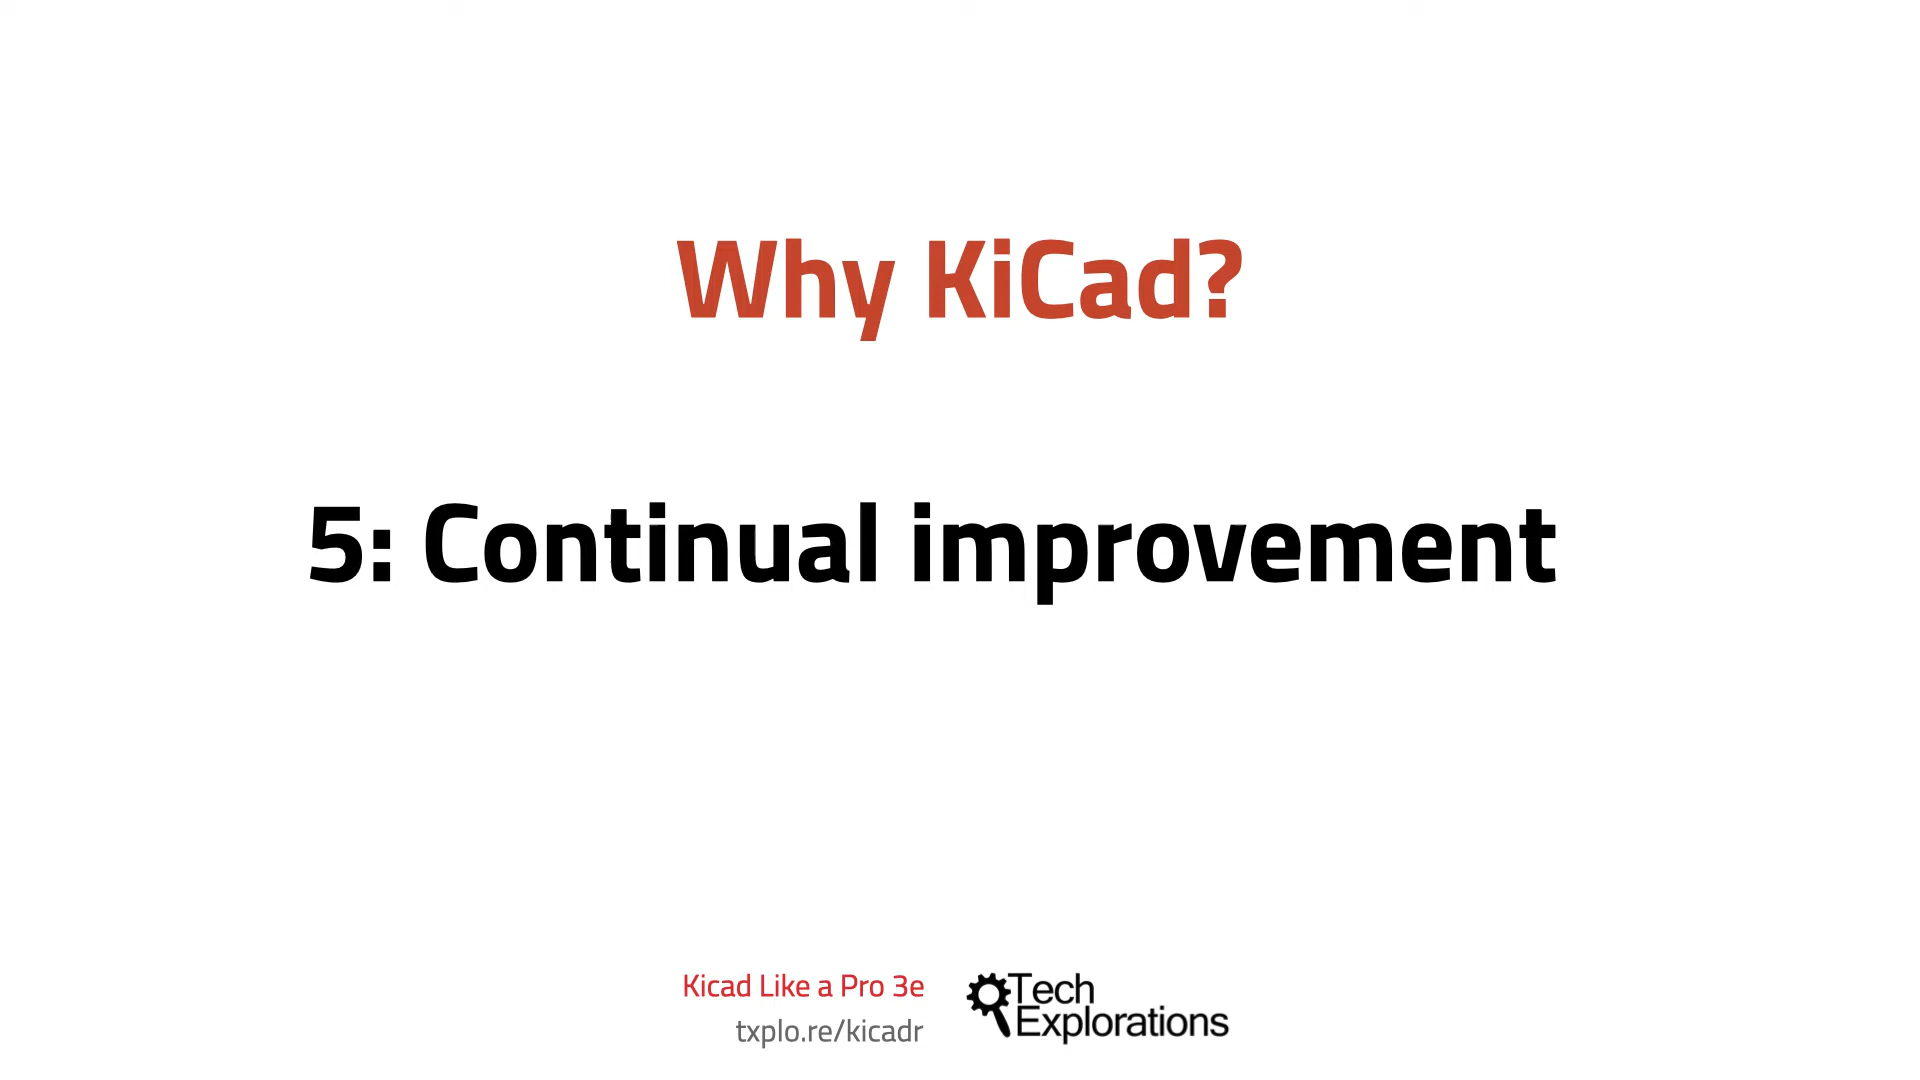 Why KiCad?
5: Continual improvement
Kicad Like a Pro 3e
txplo.re/kicadr
Tech
Explorations